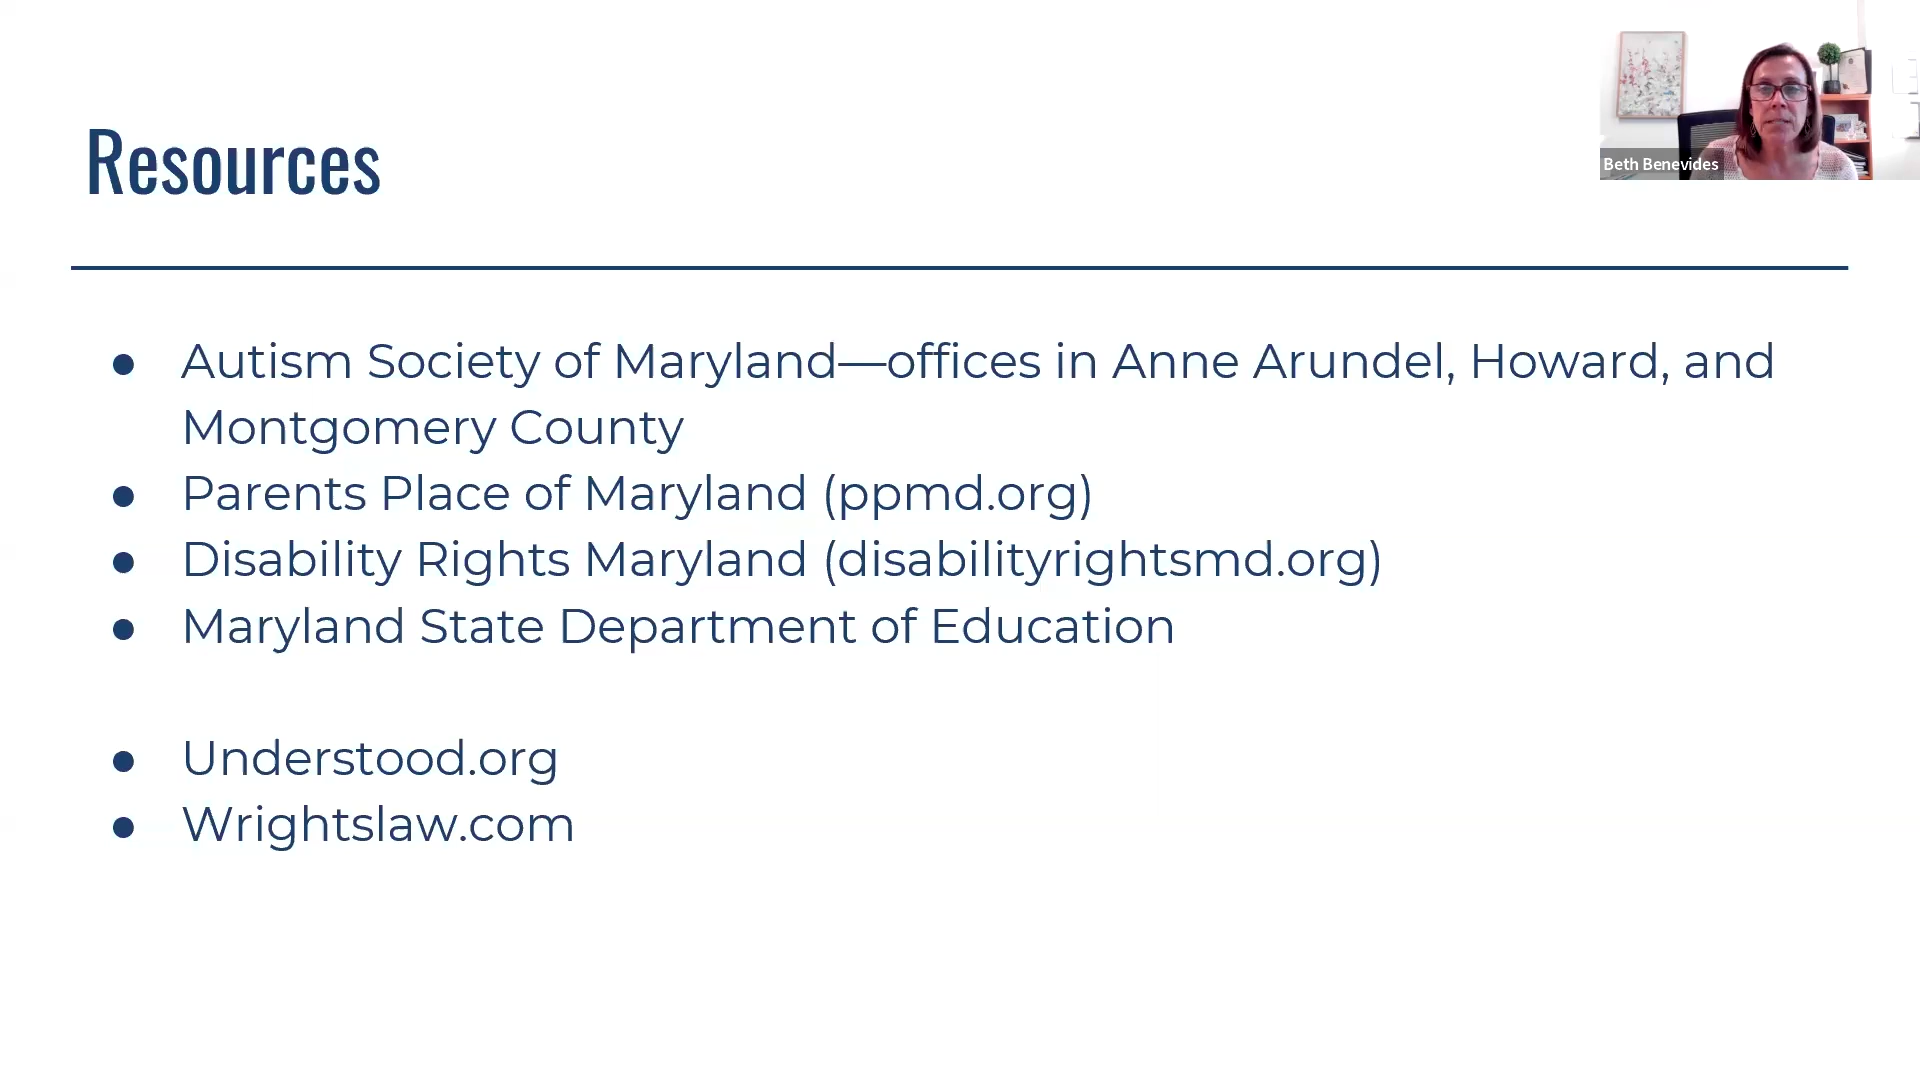 Resources
Beth Benevides
● Autism Society of Maryland—offices in Anne Arundel, Howard, and
Montgomery County
● Parents Place of Maryland (ppmd.org)
● Disability Rights Maryland (disabilityrightsmd.org)
● Maryland State Department of Education
● Understood.org
● Wrightslaw.com